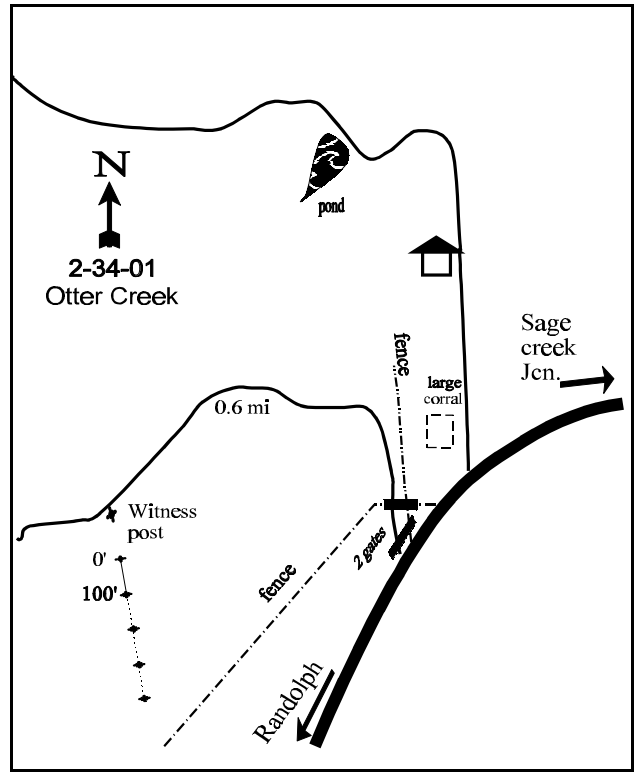 N
2-34-01
Otter Creek
pond
Sage
creek
Jcn.
fence
large
corral
0.6 mi
Witness
post
2 gates
0'
100'
fence
Randolph